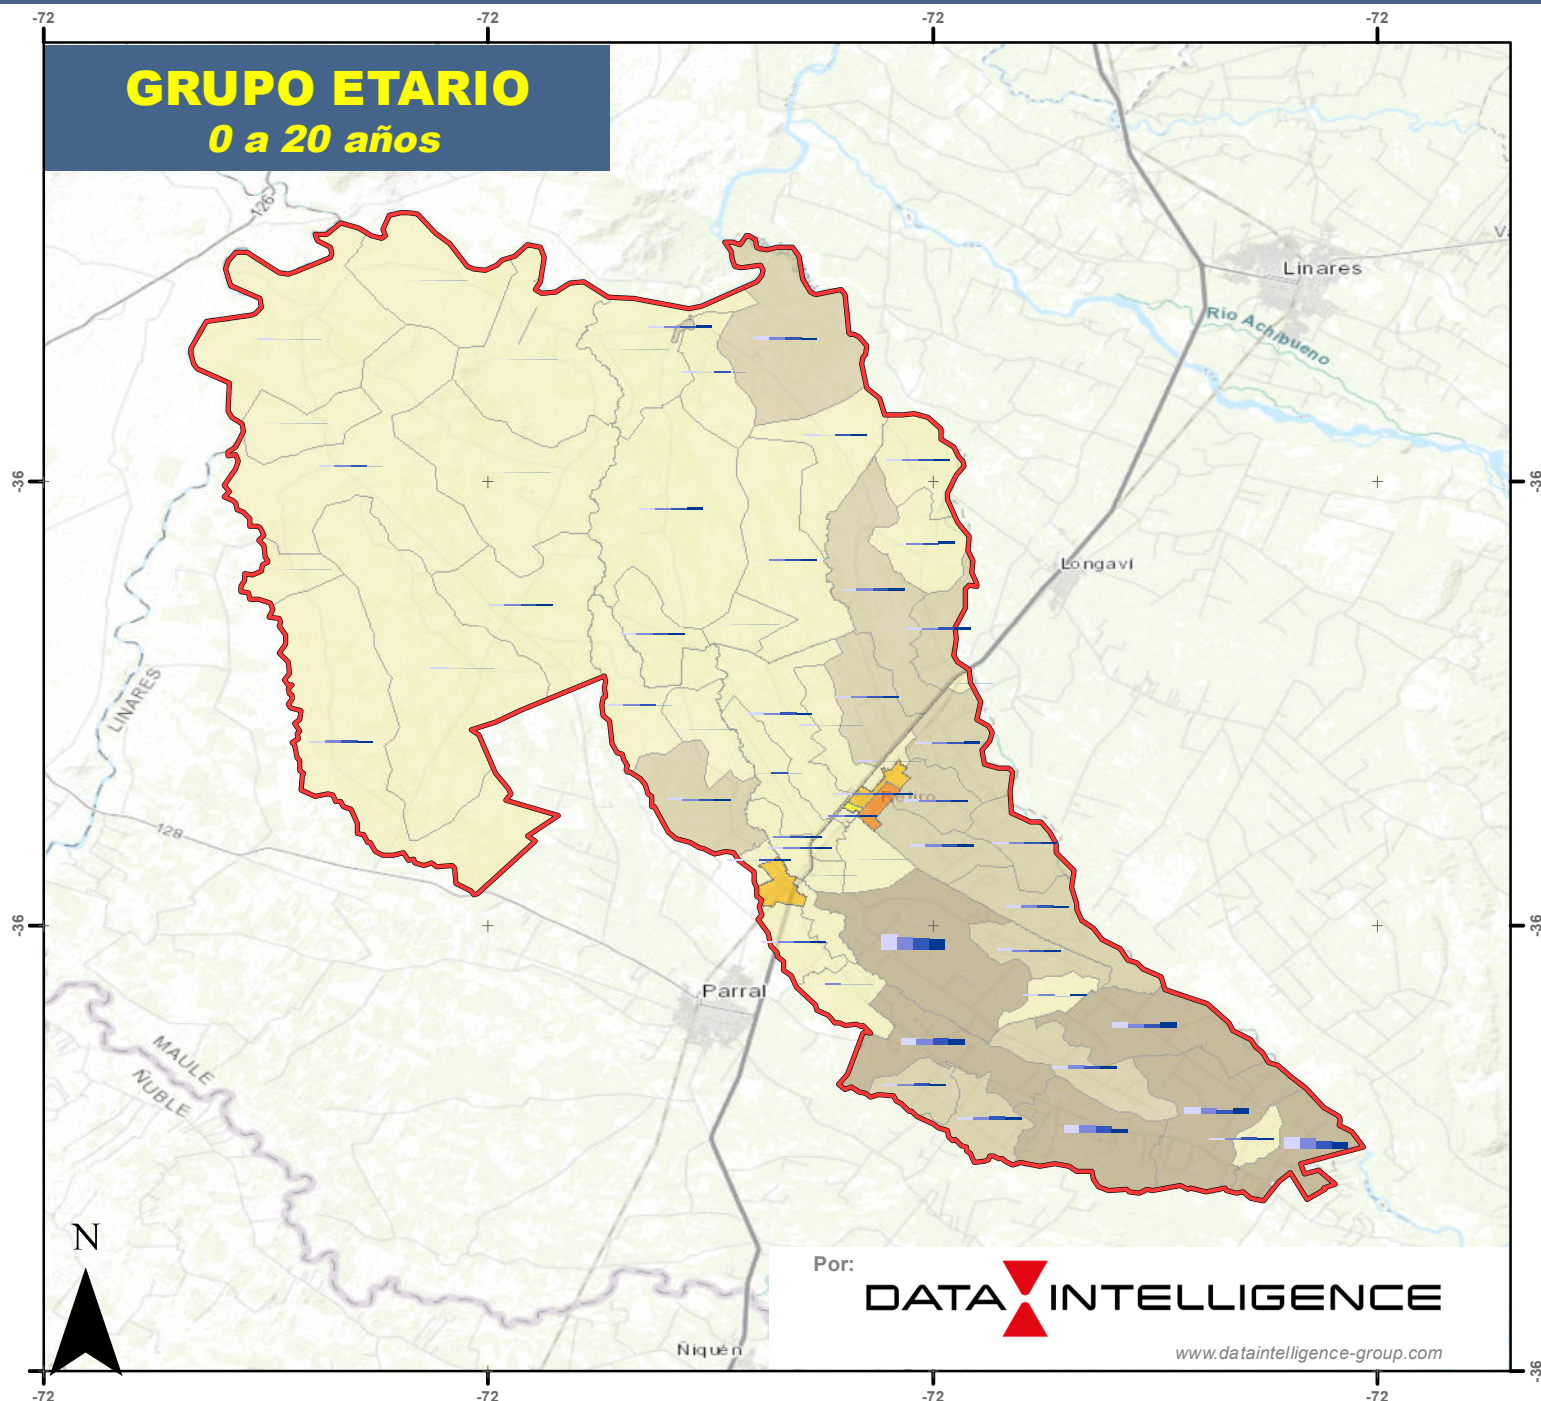 -72
-72
-72
-72
GRUPO ETARIO
0 a 20 años
126
Linares
Río Achibueno
-36
-36
Longaví
LINARES
Retiro
128
-36
-36
Parral
MAULE
ÑUBLE
N
Por:
DATA INTELLIGENCE
www.dataintelligence-group.com
Ñiquén
-36
-72
-72
-72
-72